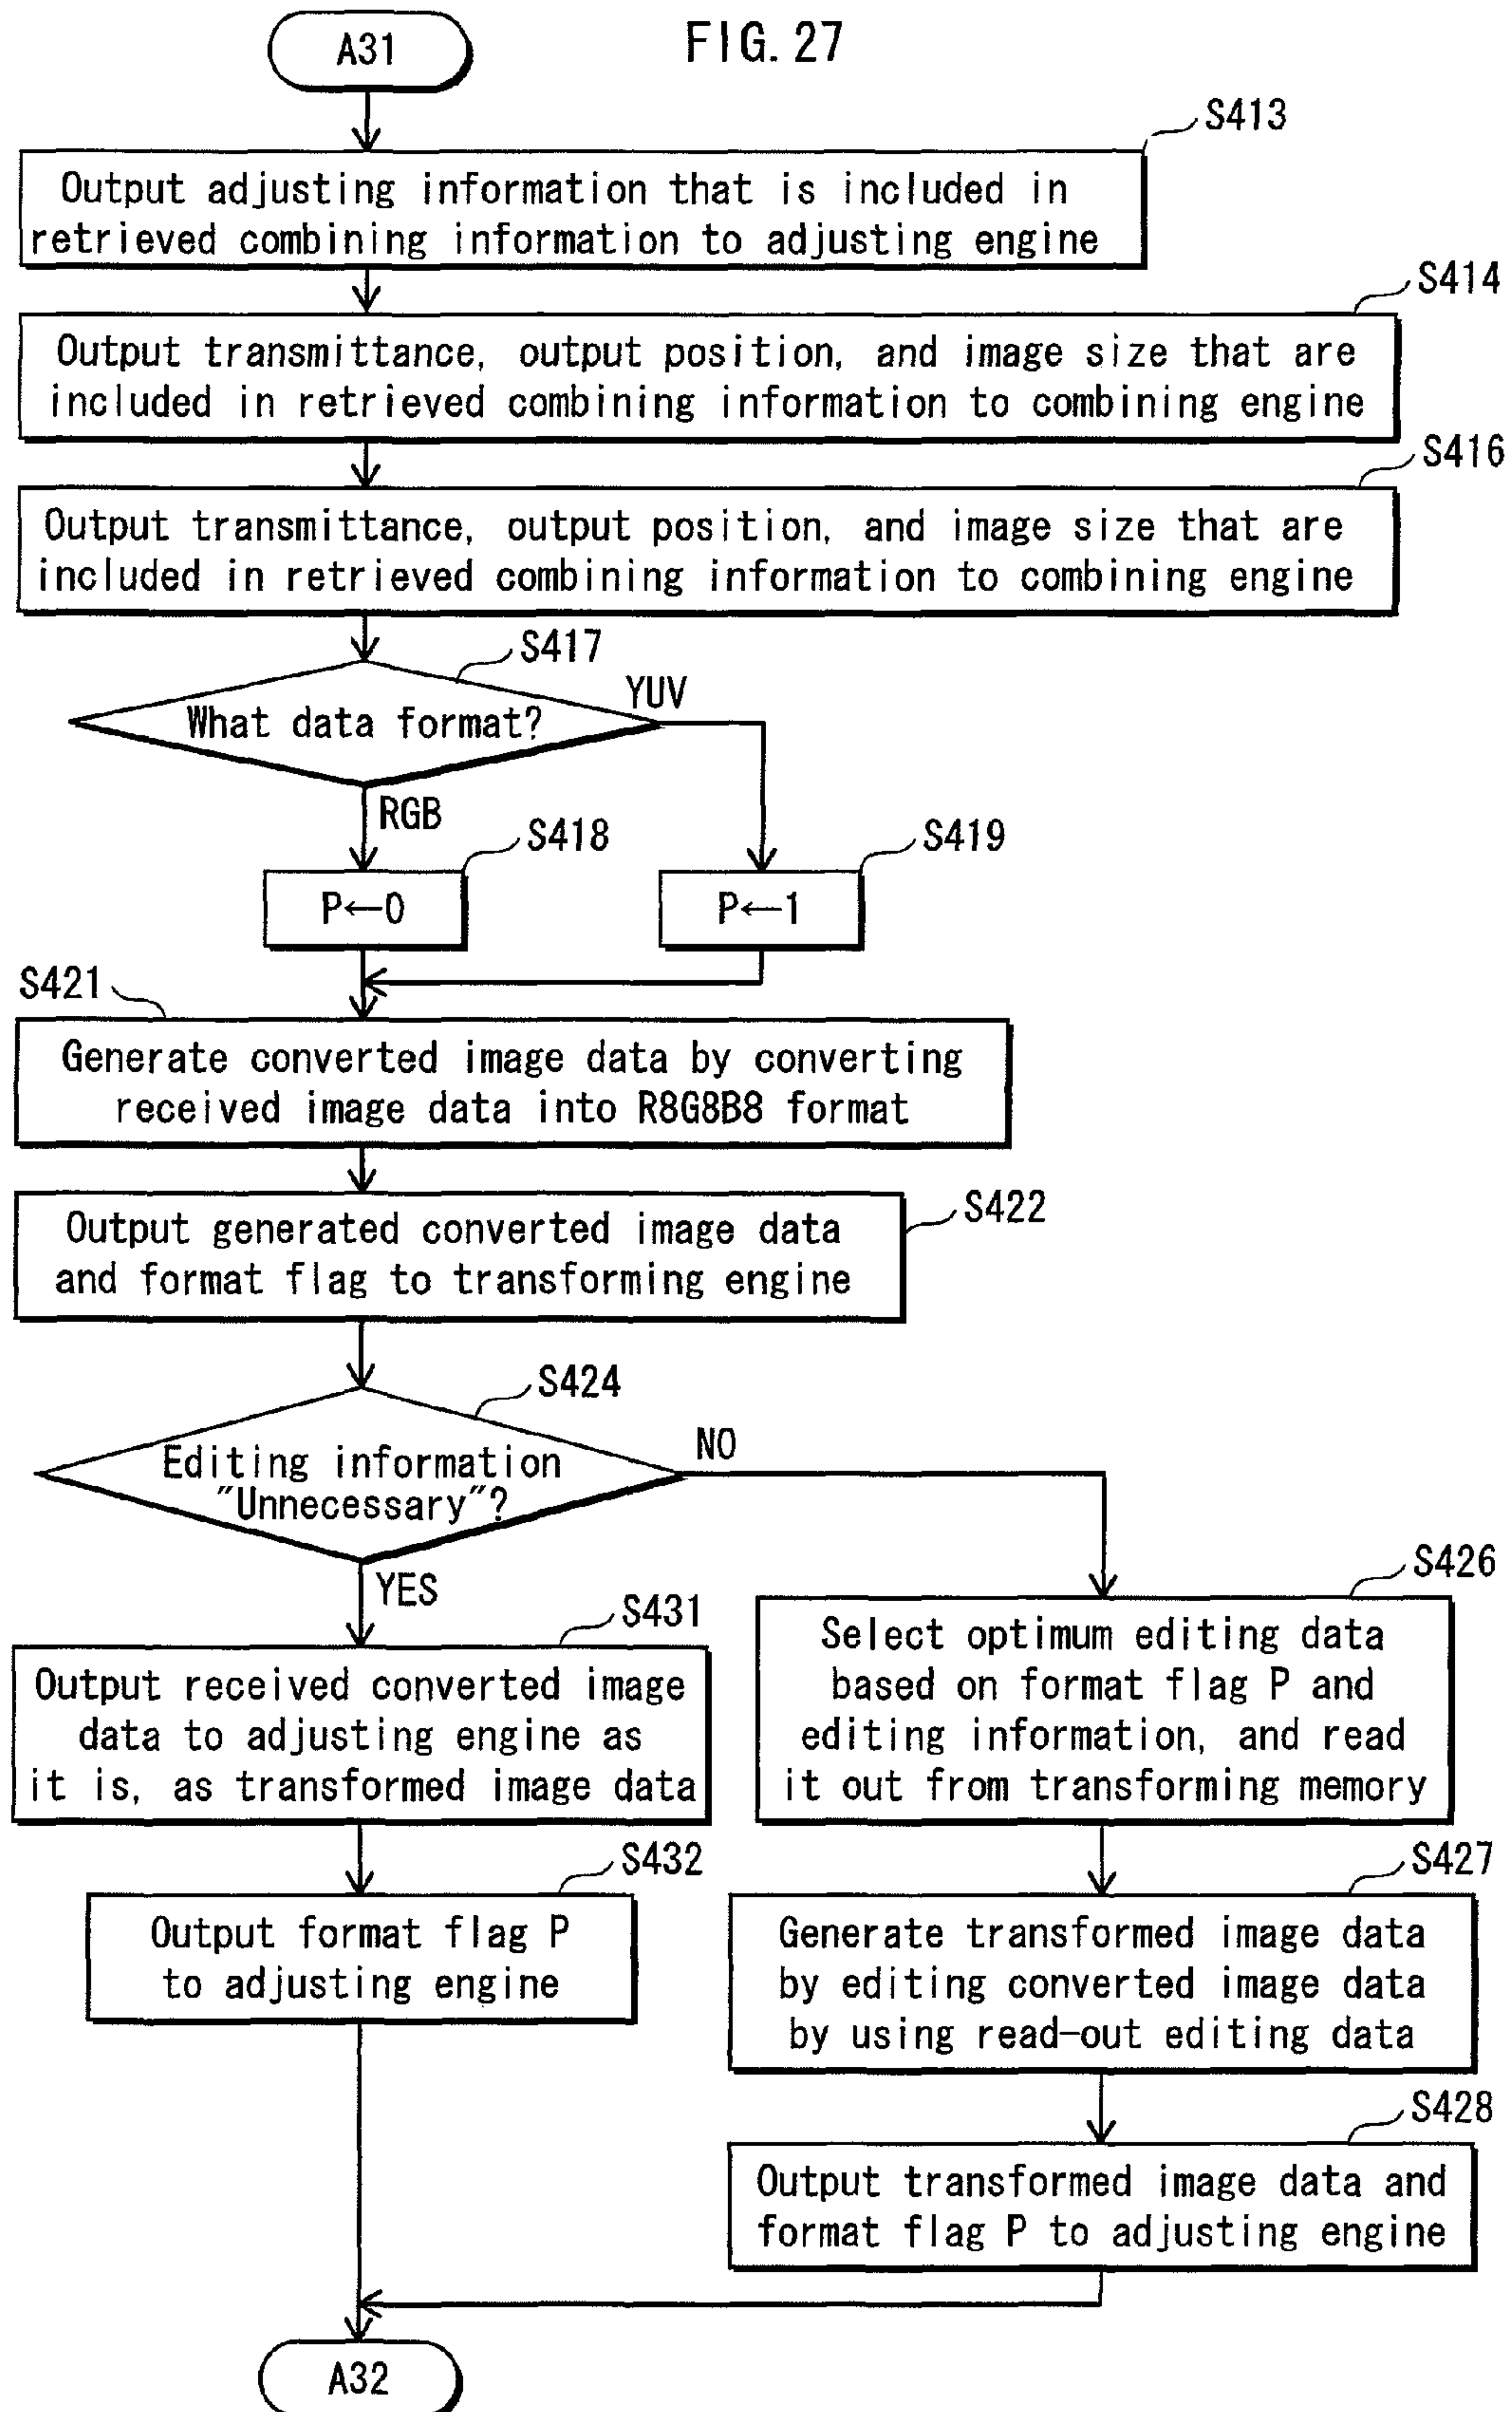 FIG. 27
A31
S413
Output adjusting information that is included in
retrieved combining information to adjusting engine
S414
Output transmittance, output position, and image size that are
included in retrieved combining information to combining engine
S416
Output transmittance, output position, and image size that are
included in retrieved combining information to combining engine
S417
What data format?
YUV
RGB
S418
P←0
S419
P←1
S421
Generate converted image data by converting
received image data into R8G8B8 format
S422
Output generated converted image data
and format flag to transforming engine
S424
Editing information
"Unnecessary"?
NO
YES
S431
Output received converted image
data to adjusting engine as
it is, as transformed image data
S432
Output format flag P
to adjusting engine
S426
Select optimum editing data
based on format flag P and
editing information, and read
it out from transforming memory
S427
Generate transformed image data
by editing converted image data
by using read-out editing data
S428
Output transformed image data and
format flag P to adjusting engine
A32